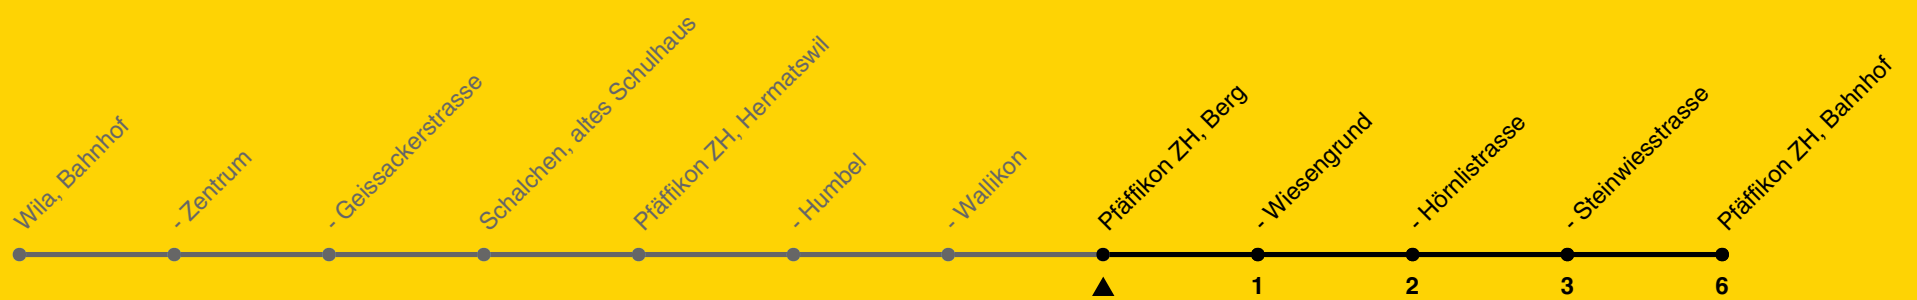 Wila, Bahnhof
- Zentrum
- Geissackerstrasse
Schalchen, altes Schulhaus
Pfäffikon ZH, Hermatswil
- Humbel
- Wallikon
Pfäffikon ZH, Berg
- Wiesengrund
- Hörnlistrasse
- Steinwiesstrasse
Pfäffikon ZH, Bahnhof
1 2 3 6